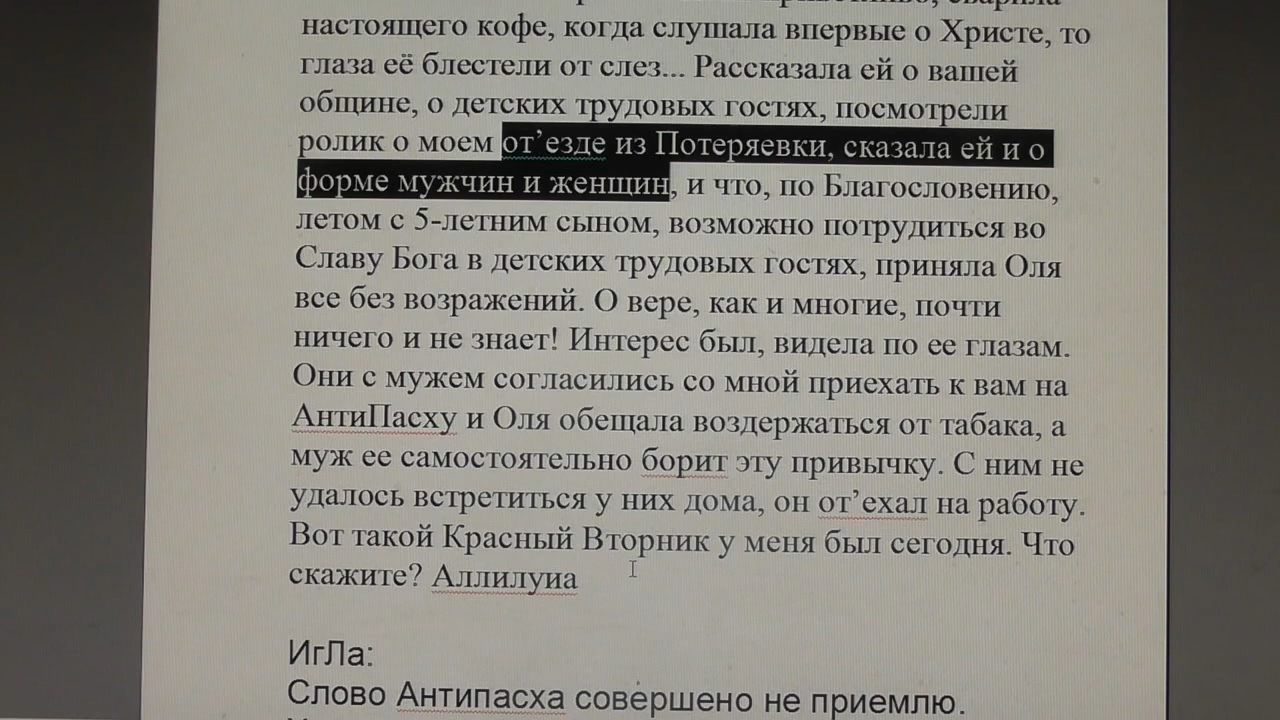 настоящего кофе, когда слушала впервые о Христе, то
глаза её блестели от слез... Рассказала ей о вашей
общине, о детских трудовых гостях, посмотрели
ролик о моем от’езде из Потеряевки, сказала ей и о
форме мужчин и женщин, и что, по Благословению,
летом с 5-летним сыном, возможно потрудиться во
Славу Бога в детских трудовых гостях, приняла Оля
все без возражений. О вере, как и многие, почти
ничего и не знает! Интерес был, видела по ее глазам.
Они с мужем согласились со мной приехать к вам на
АнтиПасху и Оля обещала воздержаться от табака, а
муж ее самостоятельно борит эту привычку. С ним не
удалось встретиться у них дома, он от’ехал на работу.
Вот такой Красный Вторник у меня был сегодня. Что
скажите? Аллилуиа
ИгЛа:
Слово Антипасха совершено не приемлю.